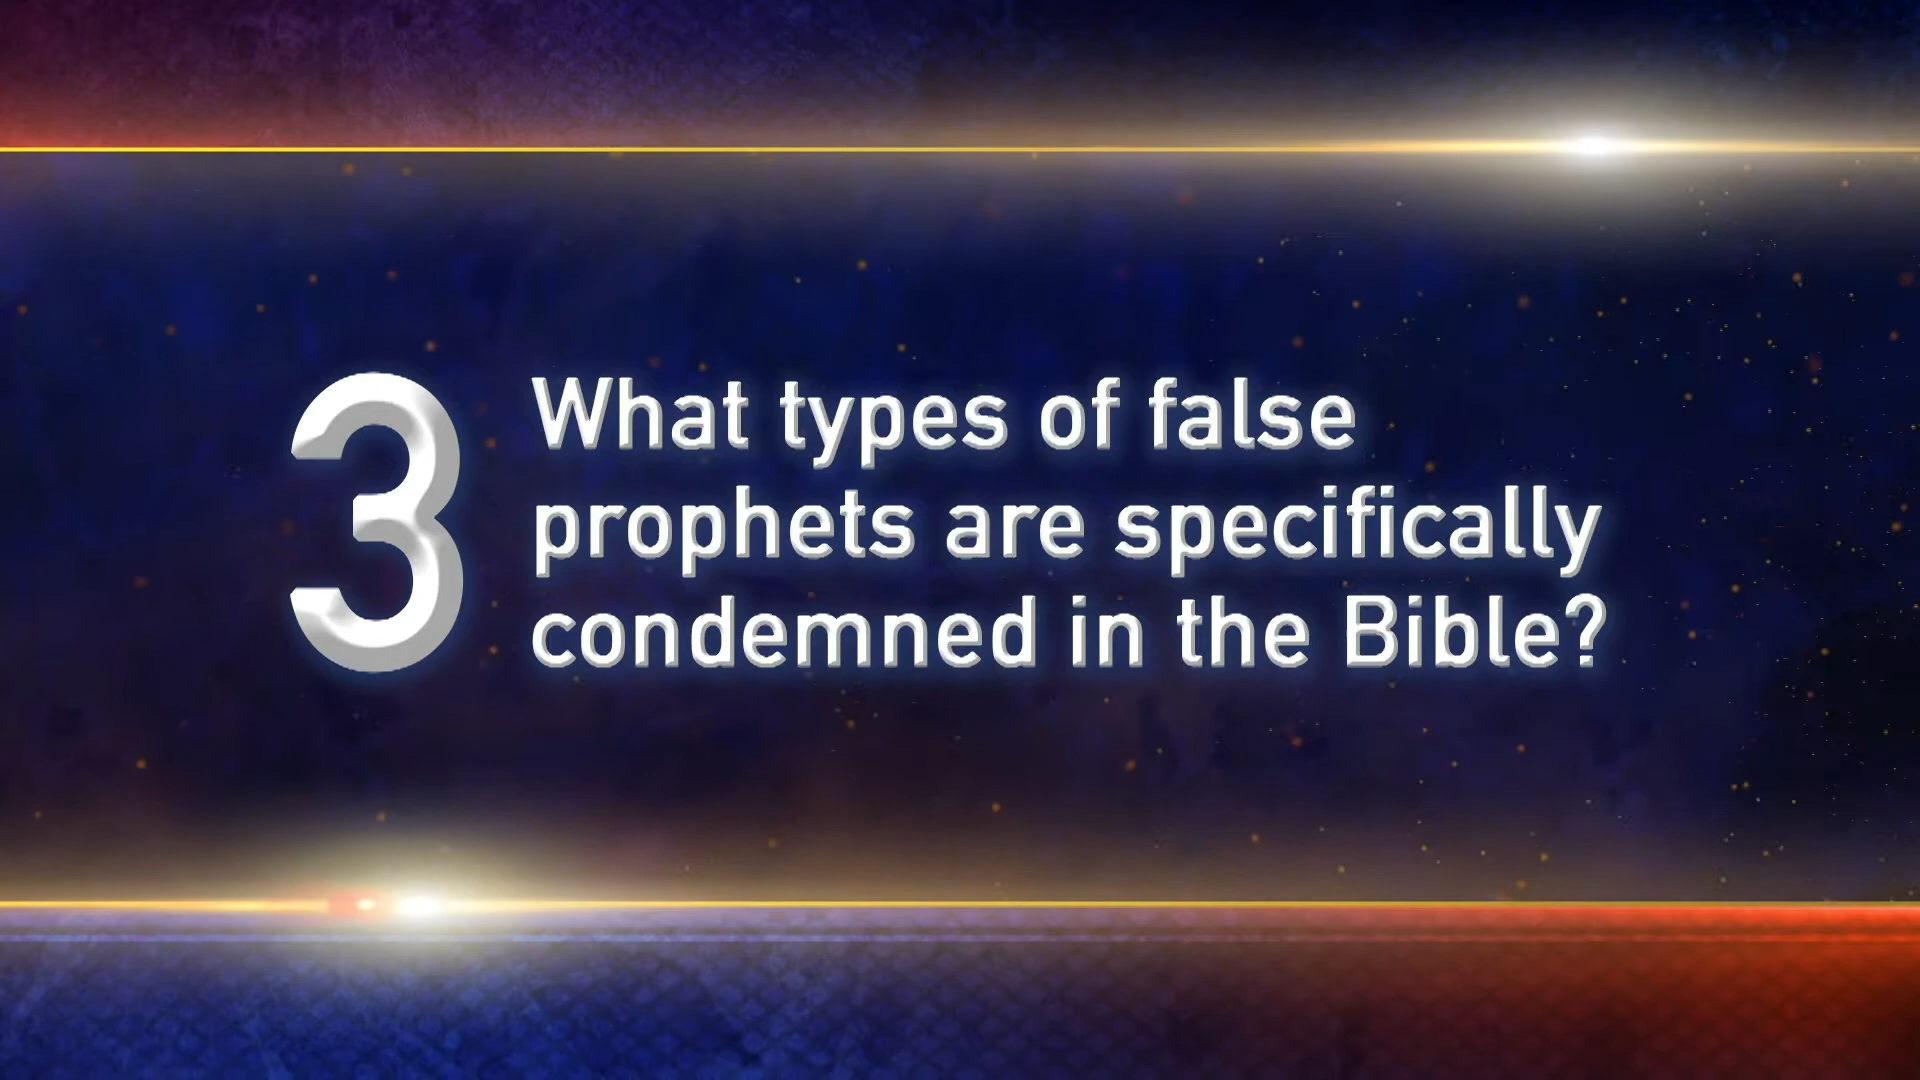 3
What types of false
prophets are specifically
condemned in the Bible?